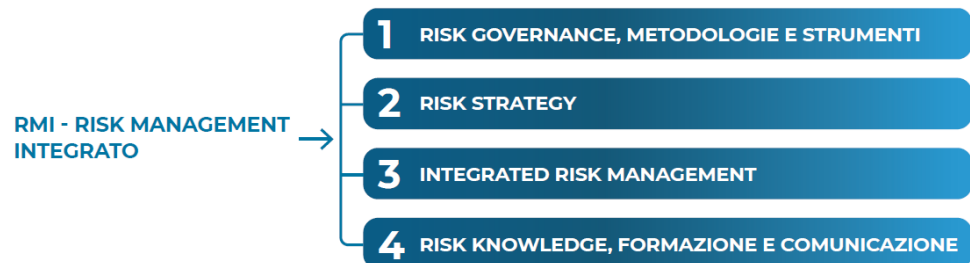 RMI - RISK MANAGEMENT
INTEGRATO
1 RISK GOVERNANCE, METODOLOGIE E STRUMENTI
2 RISK STRATEGY
3 INTEGRATED RISK MANAGEMENT
4 RISK KNOWLEDGE, FORMAZIONE E COMUNICAZIONE